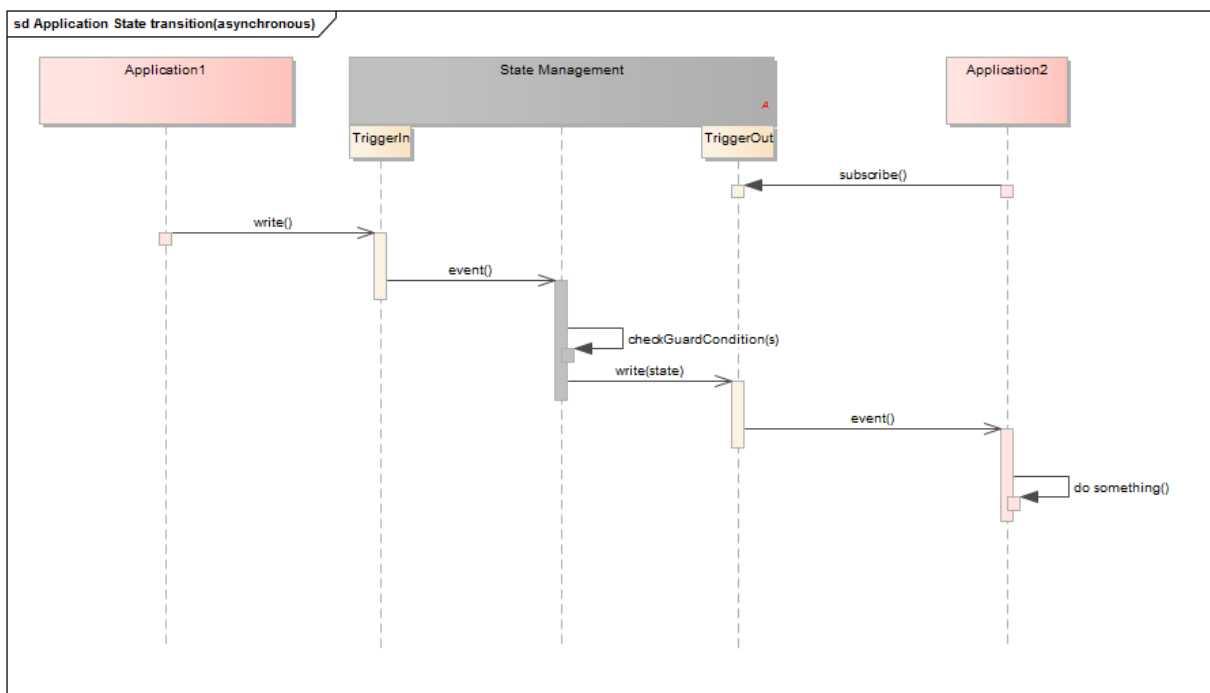 sd Application State transition(asynchronous)
Application1
State Management
Application2
A
TriggerIn
TriggerOut
subscribe()
write()
event()
checkGuardCondition(s)
write(state)
event()
do something()